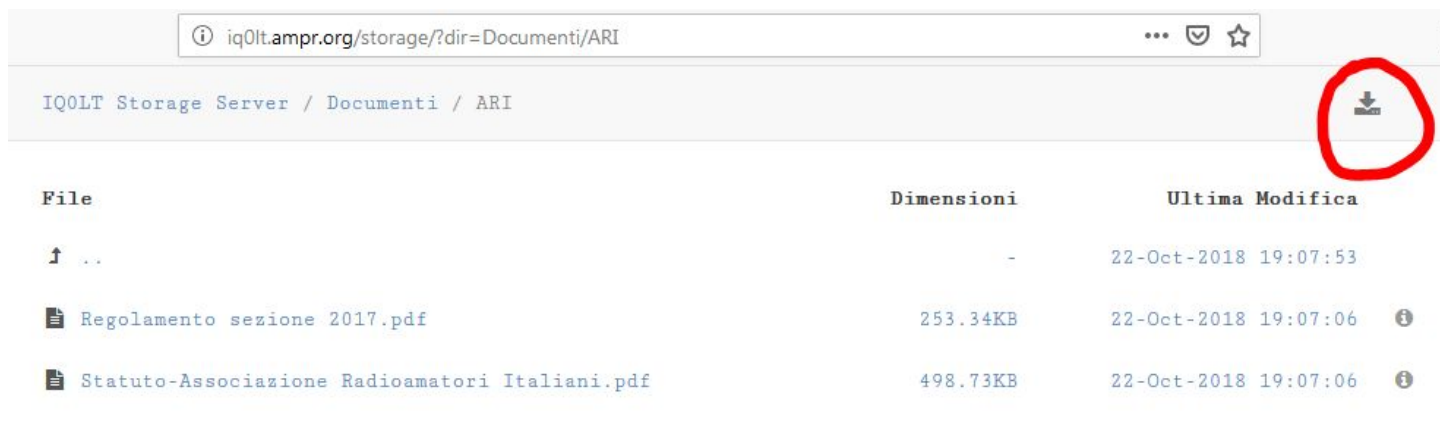 iq0lt.ampr.org/storage/?dir=Documenti/ARI
IQ0LT Storage Server / Documenti / ARI
File Dimensioni Ultima Modifica
.. - 22-Oct-2018 19:07:53
Regolamento sezione 2017.pdf 253.34KB 22-Oct-2018 19:07:06
Statuto-Associazione Radioamatori Italiani.pdf 498.73KB 22-Oct-2018 19:07:06